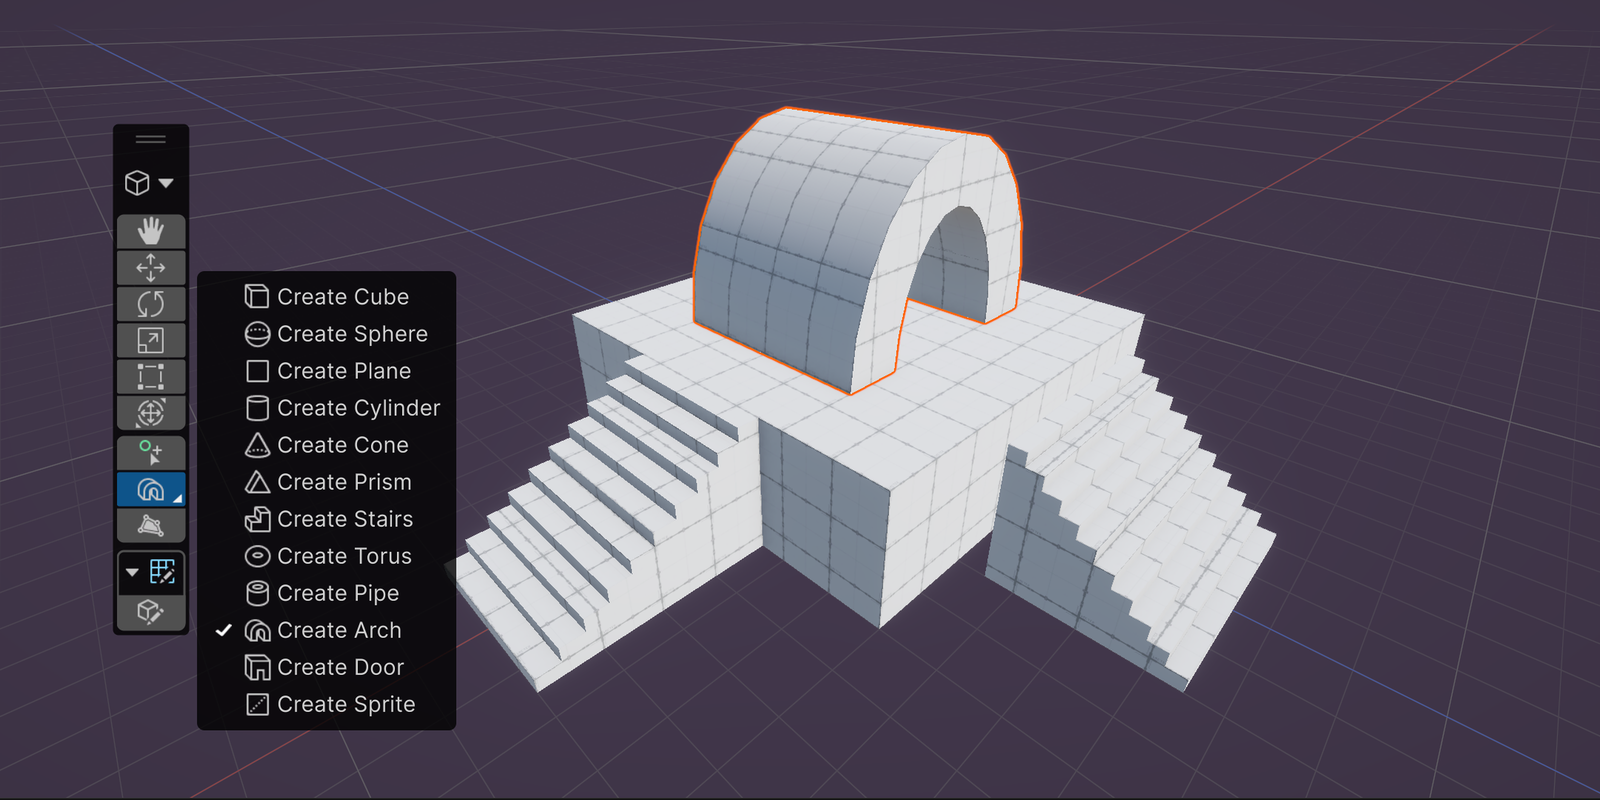 Create Cube
Create Sphere
Create Plane
Create Cylinder
Create Cone
Create Prism
Create Stairs
Create Torus
Create Pipe
Create Arch
Create Door
Create Sprite